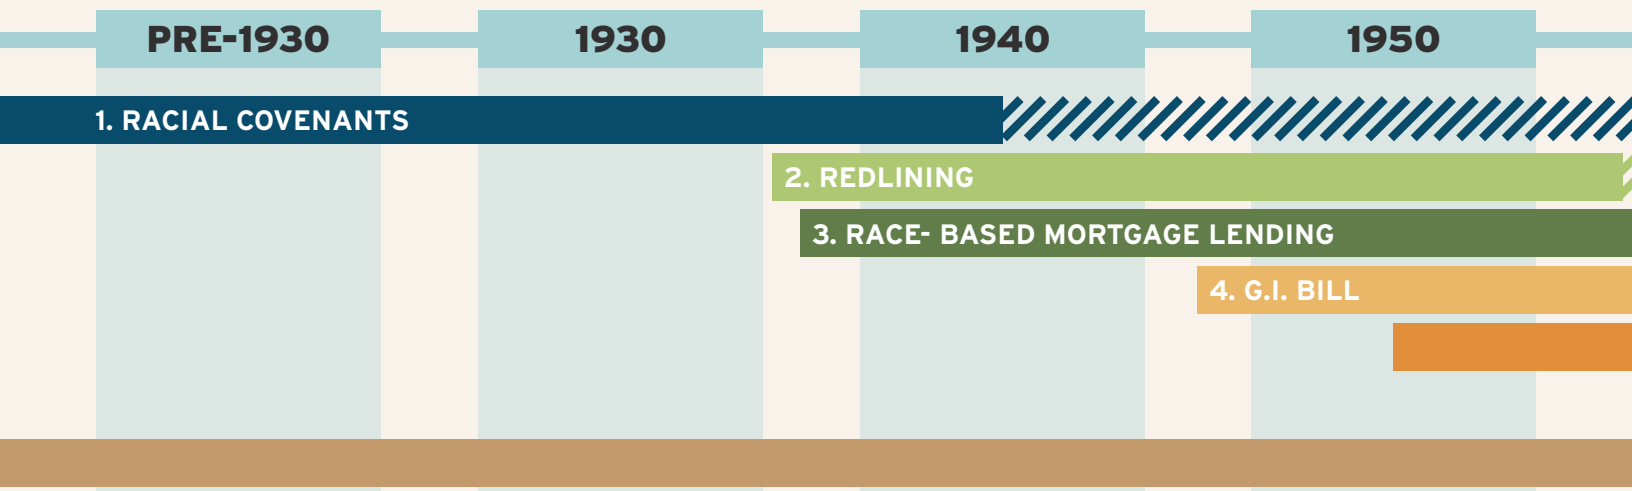 PRE-1930 1930 1940 1950
1. RACIAL COVENANTS
2. REDLINING
3. RACE- BASED MORTGAGE LENDING
4. G.I. BILL